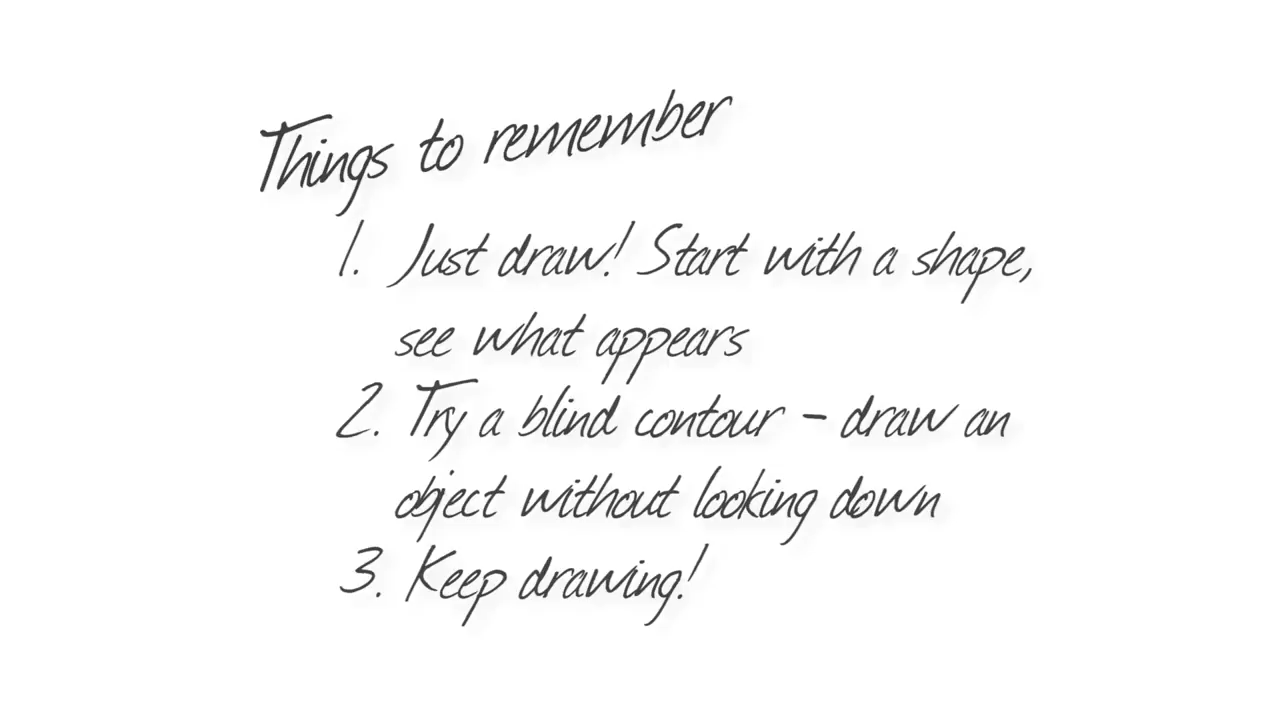 Things to remember
1. Just draw! Start with a shape,
see what appears
2. Try a blind contour - draw an
object without looking down
3. Keep drawing!